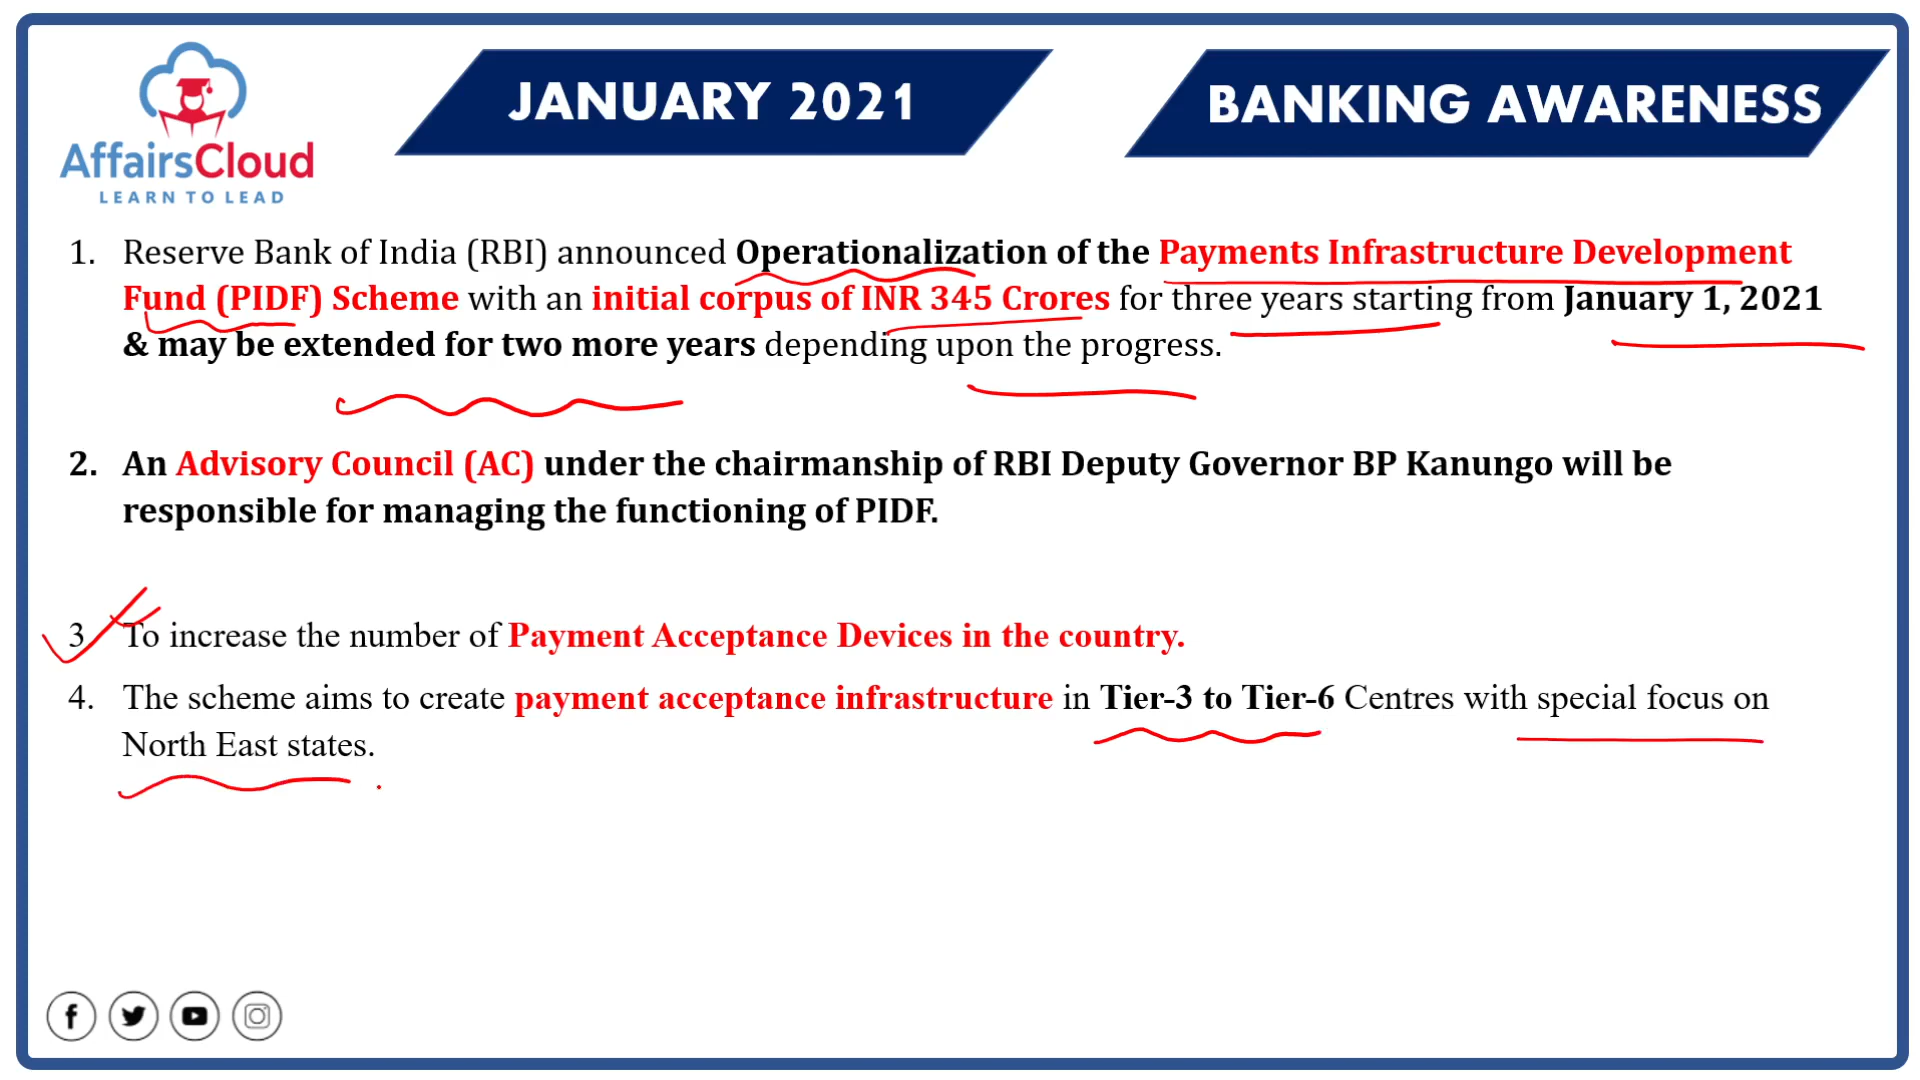 AffairsCloud
LEARN TO LEAD
JANUARY 2021
BANKING AWARENESS
1. Reserve Bank of India (RBI) announced Operationalization of the Payments Infrastructure Development
Fund (PIDF) Scheme with an initial corpus of INR 345 Crores for three years starting from January 1, 2021
& may be extended for two more years depending upon the progress.
2. An Advisory Council (AC) under the chairmanship of RBI Deputy Governor BP Kanungo will be
responsible for managing the functioning of PIDF.
3 To increase the number of Payment Acceptance Devices in the country.
4. The scheme aims to create payment acceptance infrastructure in Tier-3 to Tier-6 Centres with special focus on
North East states.